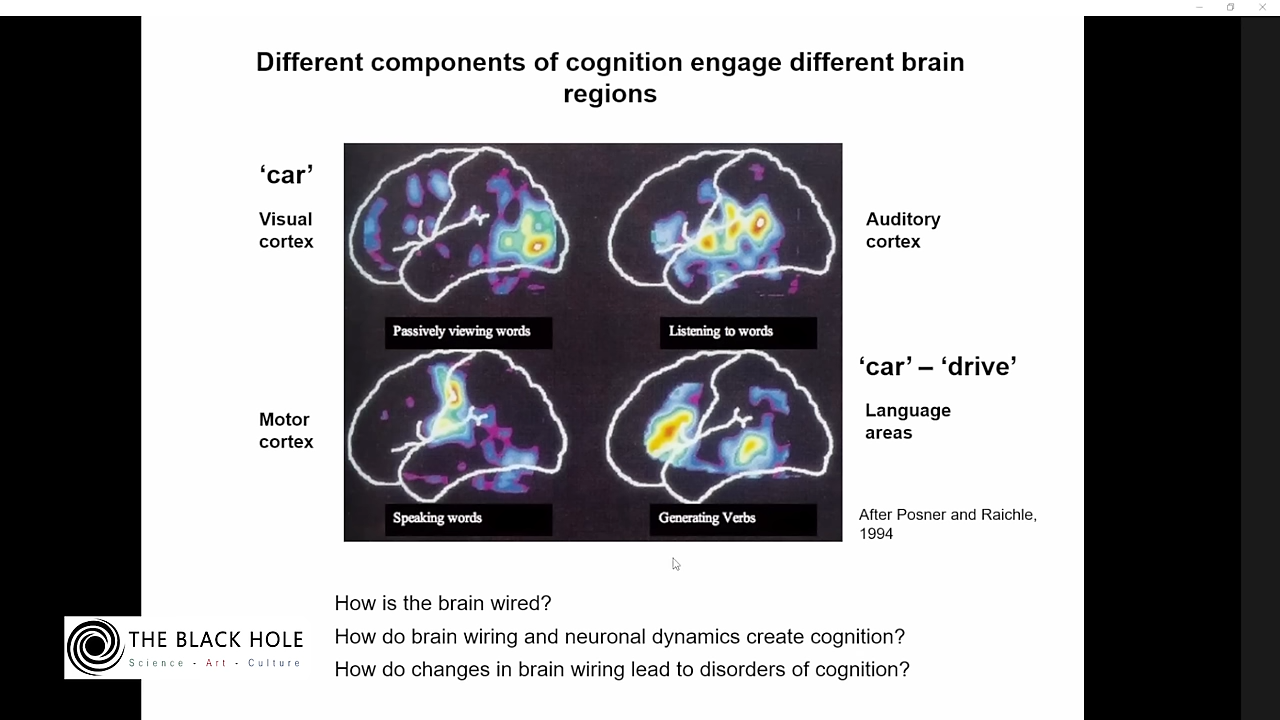 Different components of cognition engage different brain
regions
‘car’
Visual
cortex
Auditory
cortex
Passively viewing words
Listening to words
‘car’ – ‘drive’
Motor
cortex
Language
areas
Speaking words
Generating Verbs
After Posner and Raichle,
1994
How is the brain wired?
How do brain wiring and neuronal dynamics create cognition?
How do changes in brain wiring lead to disorders of cognition?
THE BLACK HOLE
Science - Art - Culture